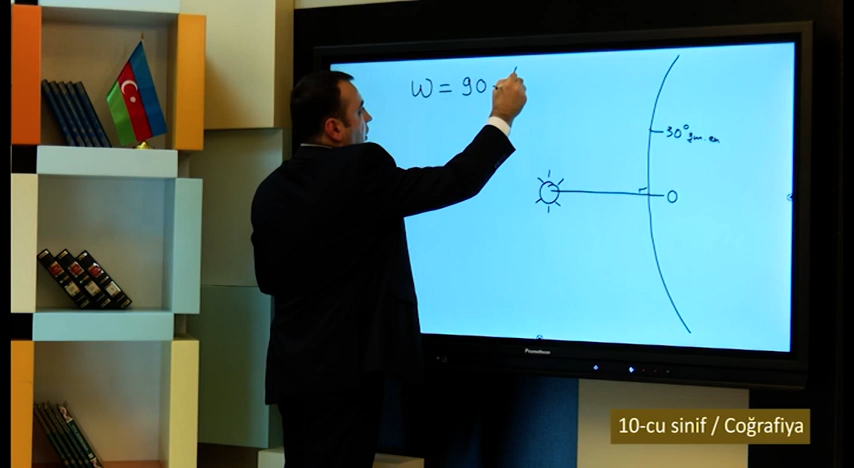 W = 90
30° şm. en
0
Promethean
10-cu sinif / Coğrafiya